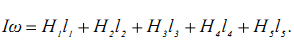 Iω = H₁l₁ + H₂l₂ + H₃l₃ + H₄l₄ + H₅l₅.